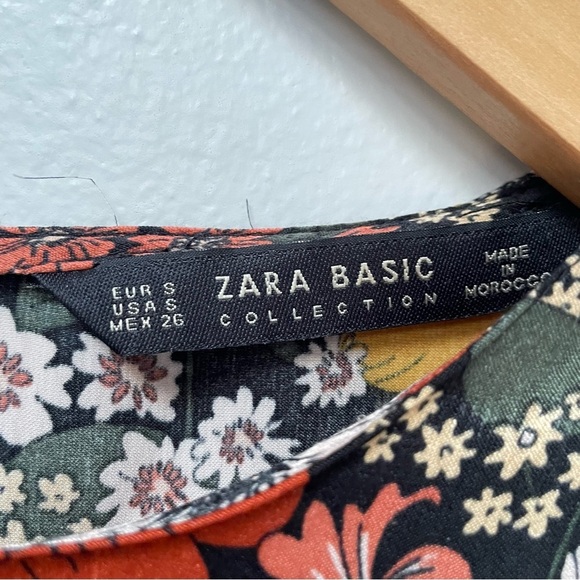 EUR S
USA S
MEX 26
ZARA BASIC
COLLECTION
MADE
IN
MOROCCO